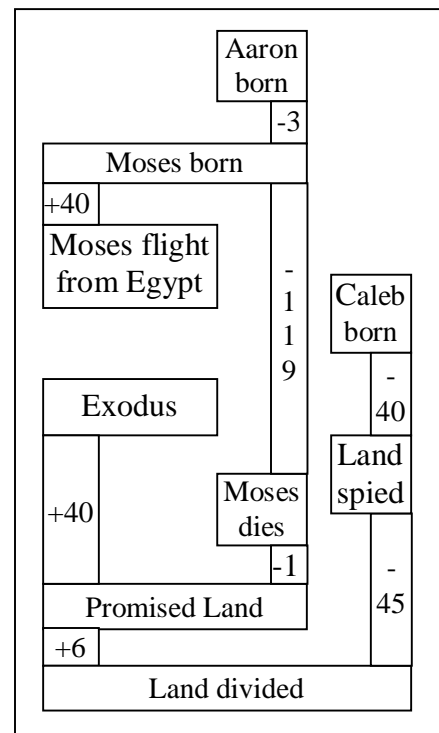 Aaron
born
-3
Moses born
+40
Moses flight
from Egypt
-
1
1
9
Caleb
born
-
40
Exodus
Land
spied
+40
Moses
dies
-1
-
45
Promised Land
+6
Land divided